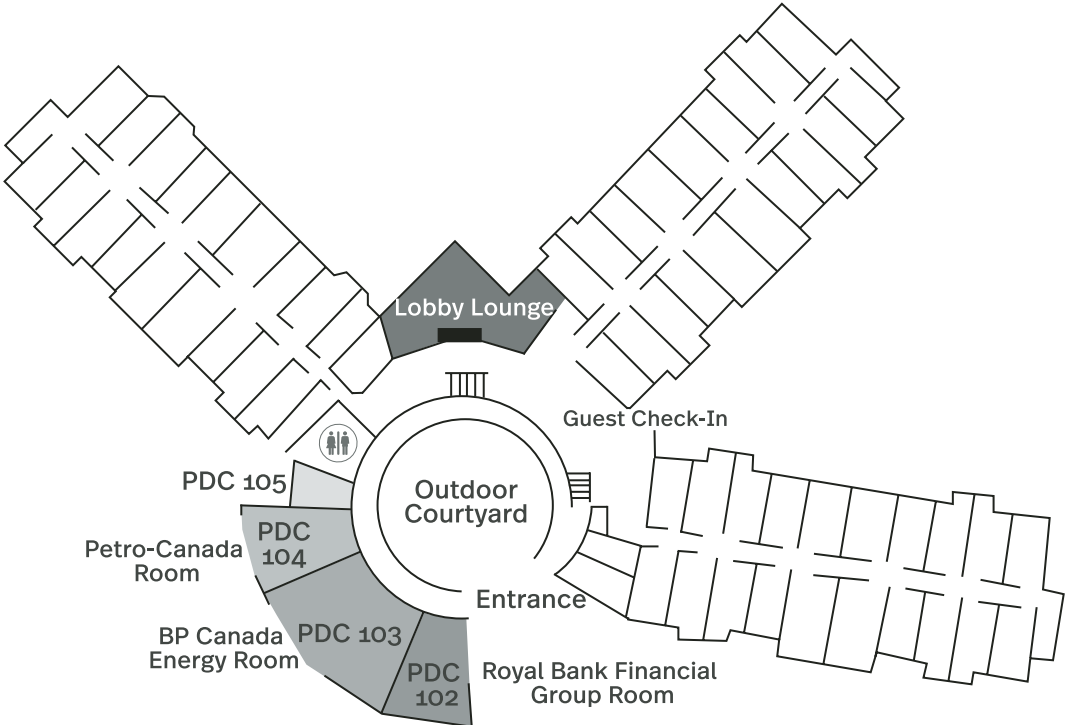 Lobby Lounge
Guest Check-In
PDC 105
Outdoor
Courtyard
PDC
104
Petro-Canada
Room
Entrance
PDC 103
BP Canada
Energy Room
PDC
102
Royal Bank Financial
Group Room